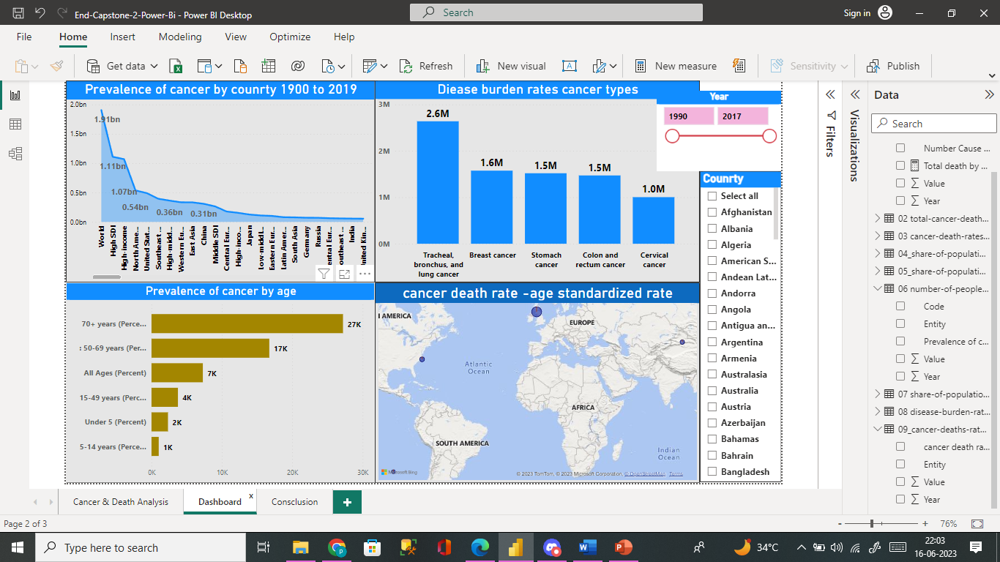 End-Capstone-2-Power-Bi - Power BI Desktop
Search
Sign in
File
Home
Insert
Modeling
View
Optimize
Help
Get data
Refresh
New visual
New measure
Sensitivity
Publish
Prevalence of cancer by counrty 1900 to 2019
2.0bn
1.5bn
1.0bn
0.5bn
0.0bn
1.91bn
1.11bn
1.07bn
0.54bn
0.36bn
0.31bn
World
High SDI
High-income
North Ame...
United Stat...
Southeast ...
High-midd...
Western Eu...
East Asia
China
Middle SDI
Central Eur...
High-inco...
Japan
Low-middl...
Eastern Eur...
Latin Amer...
South Asia
Germany
Russia
entral Eur...
outheast ...
India
nited Kin...
Diease burden rates cancer types
3M
2M
1M
0M
2.6M
1.6M
1.5M
1.5M
1.0M
Tracheal,
bronchus, and
lung cancer
Breast cancer
Stomach
cancer
Colon and
rectum cancer
Cervical
cancer
Year
1990
2017
Counrty
Select all
Afghanistan
Albania
Algeria
American S...
Andean Lat...
Andorra
Angola
Antigua an...
Argentina
Armenia
Australasia
Australia
Austria
Azerbaijan
Bahamas
Bahrain
Bangladesh
Prevalence of cancer by age
70+ years (Perce...
27K
: 50-69 years (Per...
17K
All Ages (Percent)
7K
15-49 years (Perc...
4K
Under 5 (Percent)
2K
5-14 years (Perce...
1K
0K
10K
20K
30K
cancer death rate -age standardized rate
I AMERICA
EUROPE
Atlantic
Ocean
AFRICA
SOUTH AMERICA
Indian
Ocean
Microsoft Bing
© 2023 TomTom, © 2023 Microsoft Corporation, © OpenStreetMap Terms
Filters
Visualizations
Data
Search
Number Cause ...
Total death by ...
Value
Year
02 total-cancer-death...
03 cancer-death-rates...
04_share-of-populati...
05_share-of-populati...
06 number-of-people...
Code
Entity
Prevalence of c...
Value
Year
07 share-of-populatio...
08 disease-burden-rat...
09_cancer-deaths-rat...
cancer death ra...
Entity
Value
Year
Cancer & Death Analysis
Dashboard
x
Consclusion
Page 2 of 3
76%
Type here to search
34°C
22:03
16-06-2023